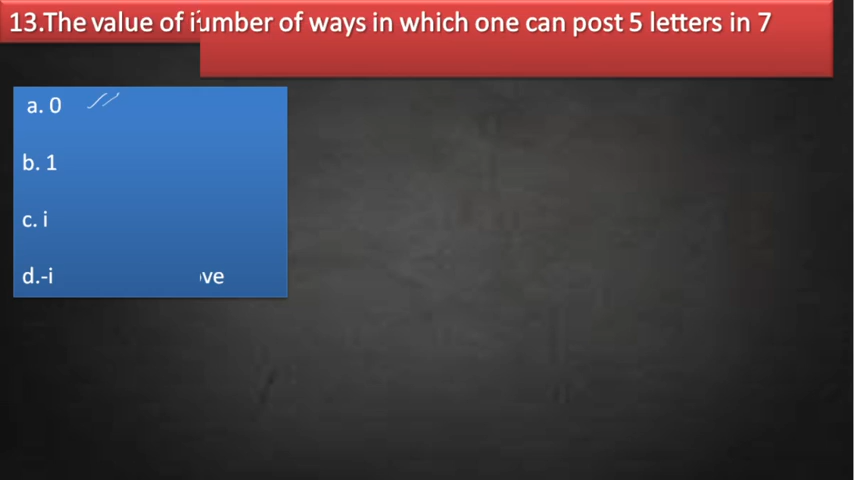 13.The value of umber of ways in which one can post 5 letters in 7
a. 0
b. 1
c. i
d.-i ve